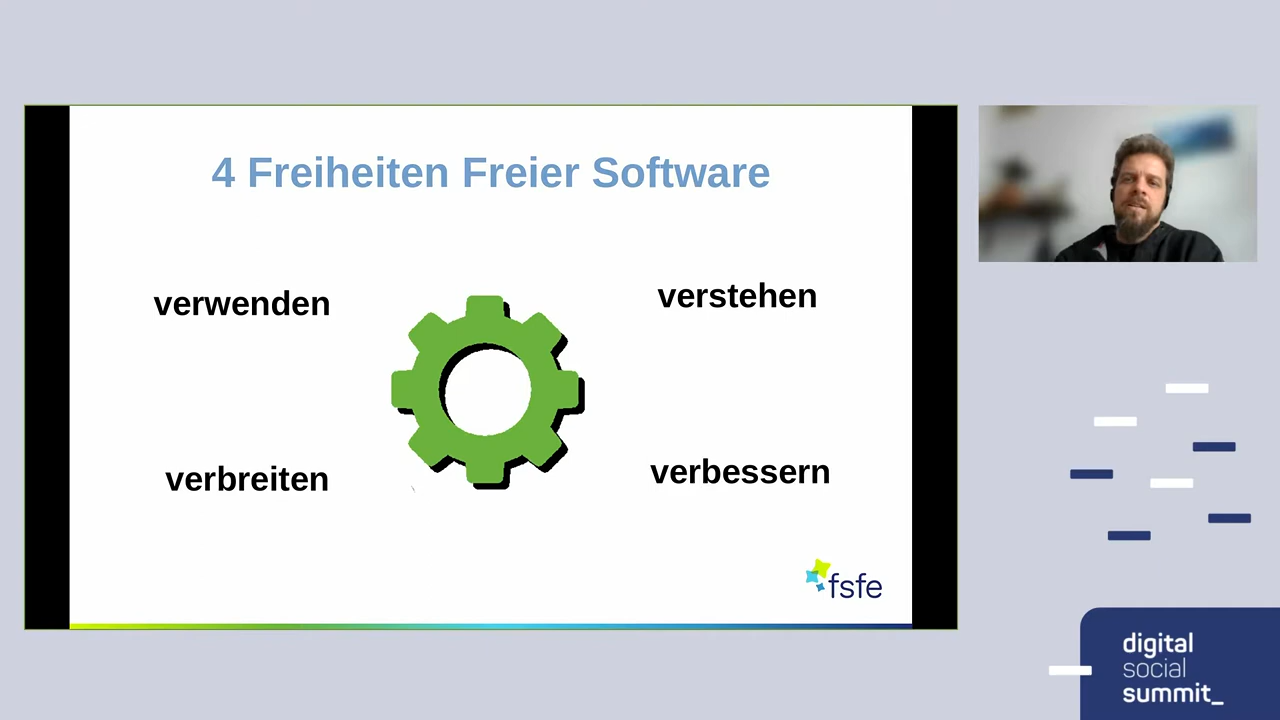 4 Freiheiten Freier Software
verwenden
verstehen
verbreiten
verbessern
fsfe
digital
social
summit_